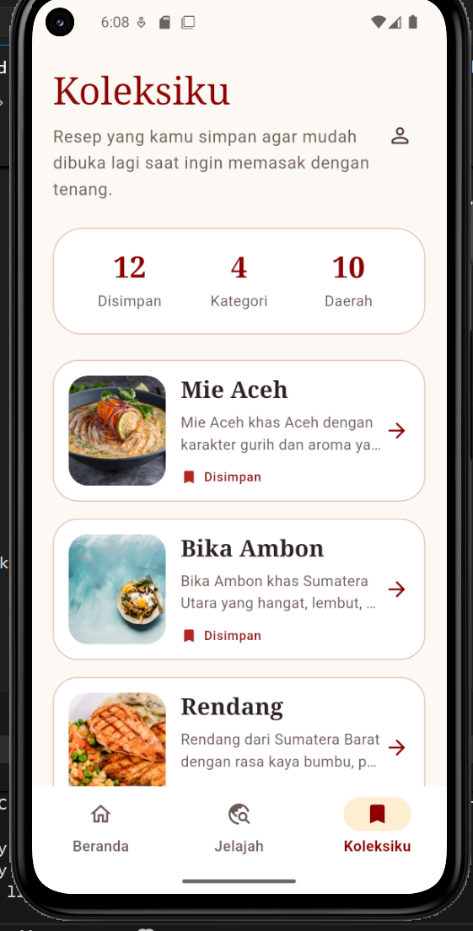 6:08
Koleksiku
Resep yang kamu simpan agar mudah
dibuka lagi saat ingin memasak dengan
tenang.
12 4 10
Disimpan Kategori Daerah
Mie Aceh
Mie Aceh khas Aceh dengan
karakter gurih dan aroma ya...
Disimpan
Bika Ambon
Bika Ambon khas Sumatera
Utara yang hangat, lembut, ...
Disimpan
Rendang
Rendang dari Sumatera Barat
dengan rasa kaya bumbu, p...
Beranda Jelajah Koleksiku